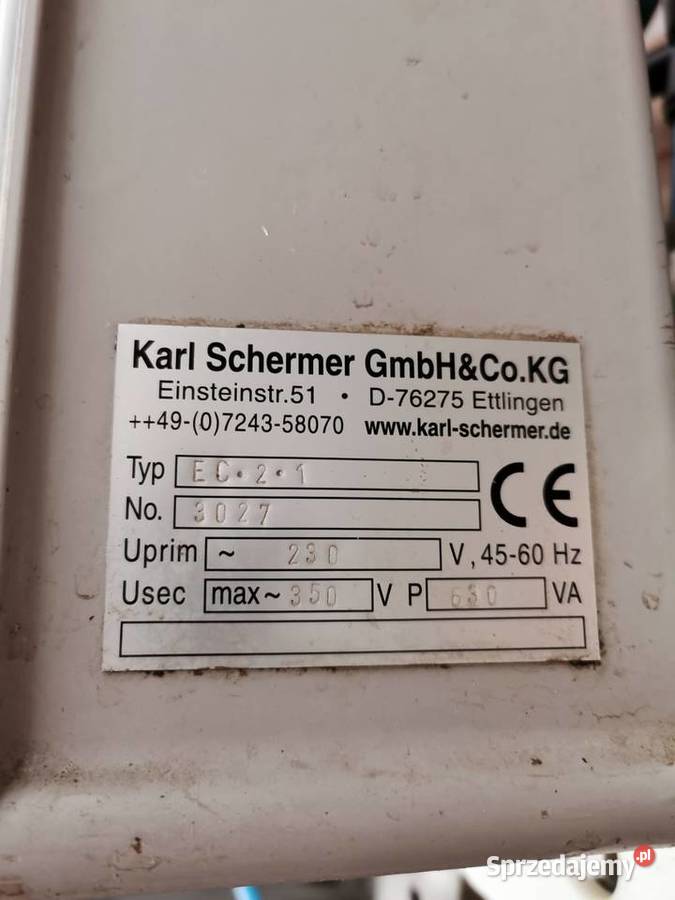 Karl Schermer GmbH&Co.KG
Einsteinstr.51 • D-76275 Ettlingen
++49-(0)7243-58070 www.karl-schermer.de
Typ EC•2•1
No. 3027
CE
Uprim ~ 230 V, 45-60 Hz
Usec max~ 350 V P 630 VA
Sprzedajemy.pl